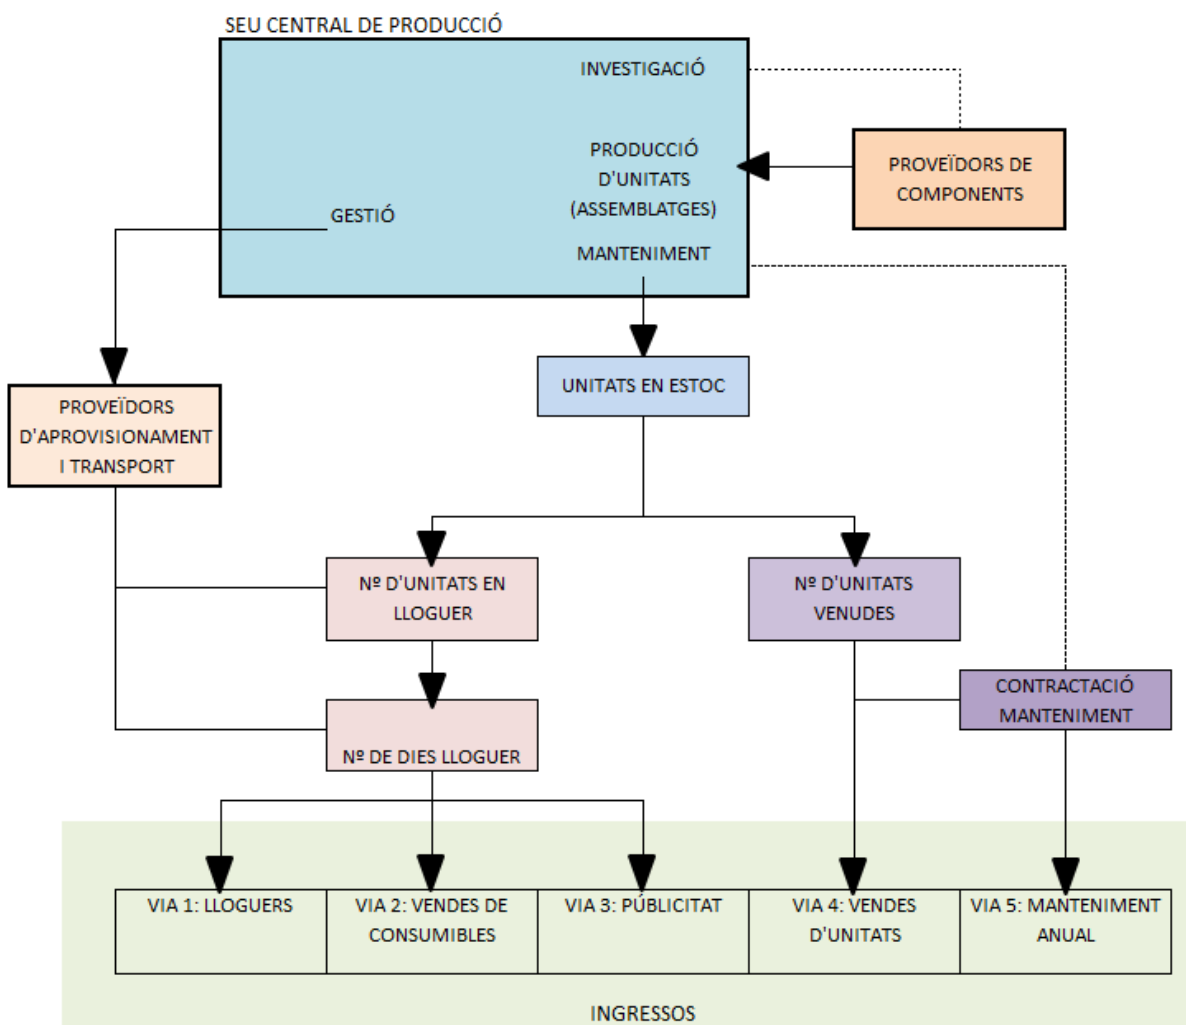 SEU CENTRAL DE PRODUCCIÓ
INVESTIGACIÓ
PRODUCCIÓ
D'UNITATS
(ASSEMBLATGES)
PROVEÏDORS DE
COMPONENTS
GESTIÓ
MANTENIMENT
UNITATS EN ESTOC
PROVEÏDORS
D'APROVISIONAMENT
I TRANSPORT
Nº D'UNITATS EN
LLOGUER
Nº D'UNITATS
VENUDES
CONTRACTACIÓ
MANTENIMENT
Nº DE DIES LLOGUER
VIA 1: LLOGUERS
VIA 2: VENDES DE
CONSUMIBLES
VIA 3: PÚBLICITAT
VIA 4: VENDES
D'UNITATS
VIA 5: MANTENIMENT
ANUAL
INGRESSOS